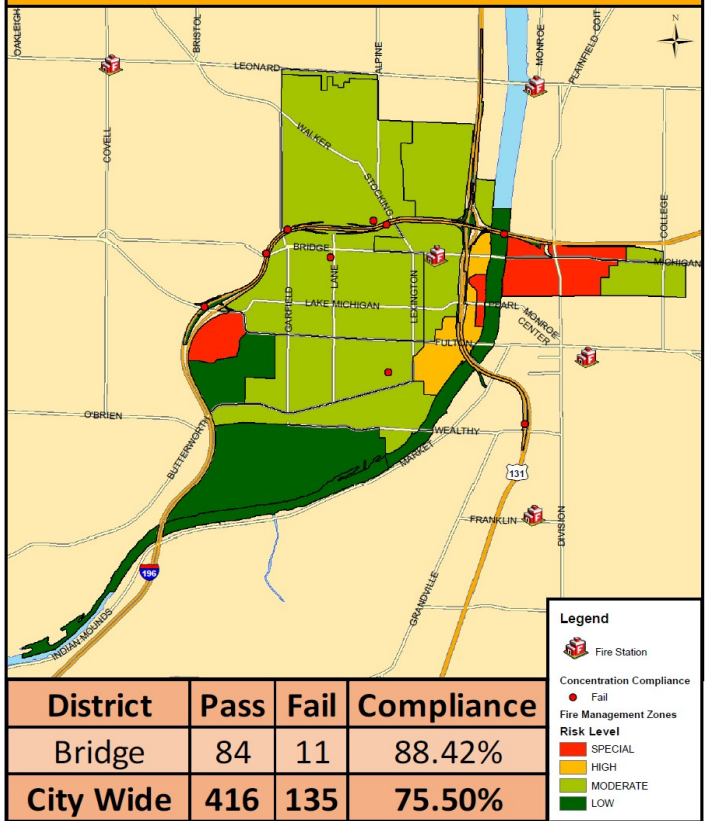 OAKLEIGH
BRISTOL
ALPINE
MONROE
PLAINFIELD
COIT
N
LEONARD
COVELL
WALKER
STOCKING
COLLEGE
BRIDGE
MICHIGAN
LANE
GARFIELD
LEXINGTON
LAKE MICHIGAN
PEARL
MONROE
CENTER
FULTON
O'BRIEN
BUTTERWORTH
WEALTHY
MARKET
131
FRANKLIN
DIVISION
196
GRANDVILLE
INDIAN MOUNDS
Legend
Fire Station
Concentration Compliance
Fail
Fire Management Zones
Risk Level
SPECIAL
HIGH
MODERATE
LOW
District Pass Fail Compliance
Bridge 84 11 88.42%
City Wide 416 135 75.50%